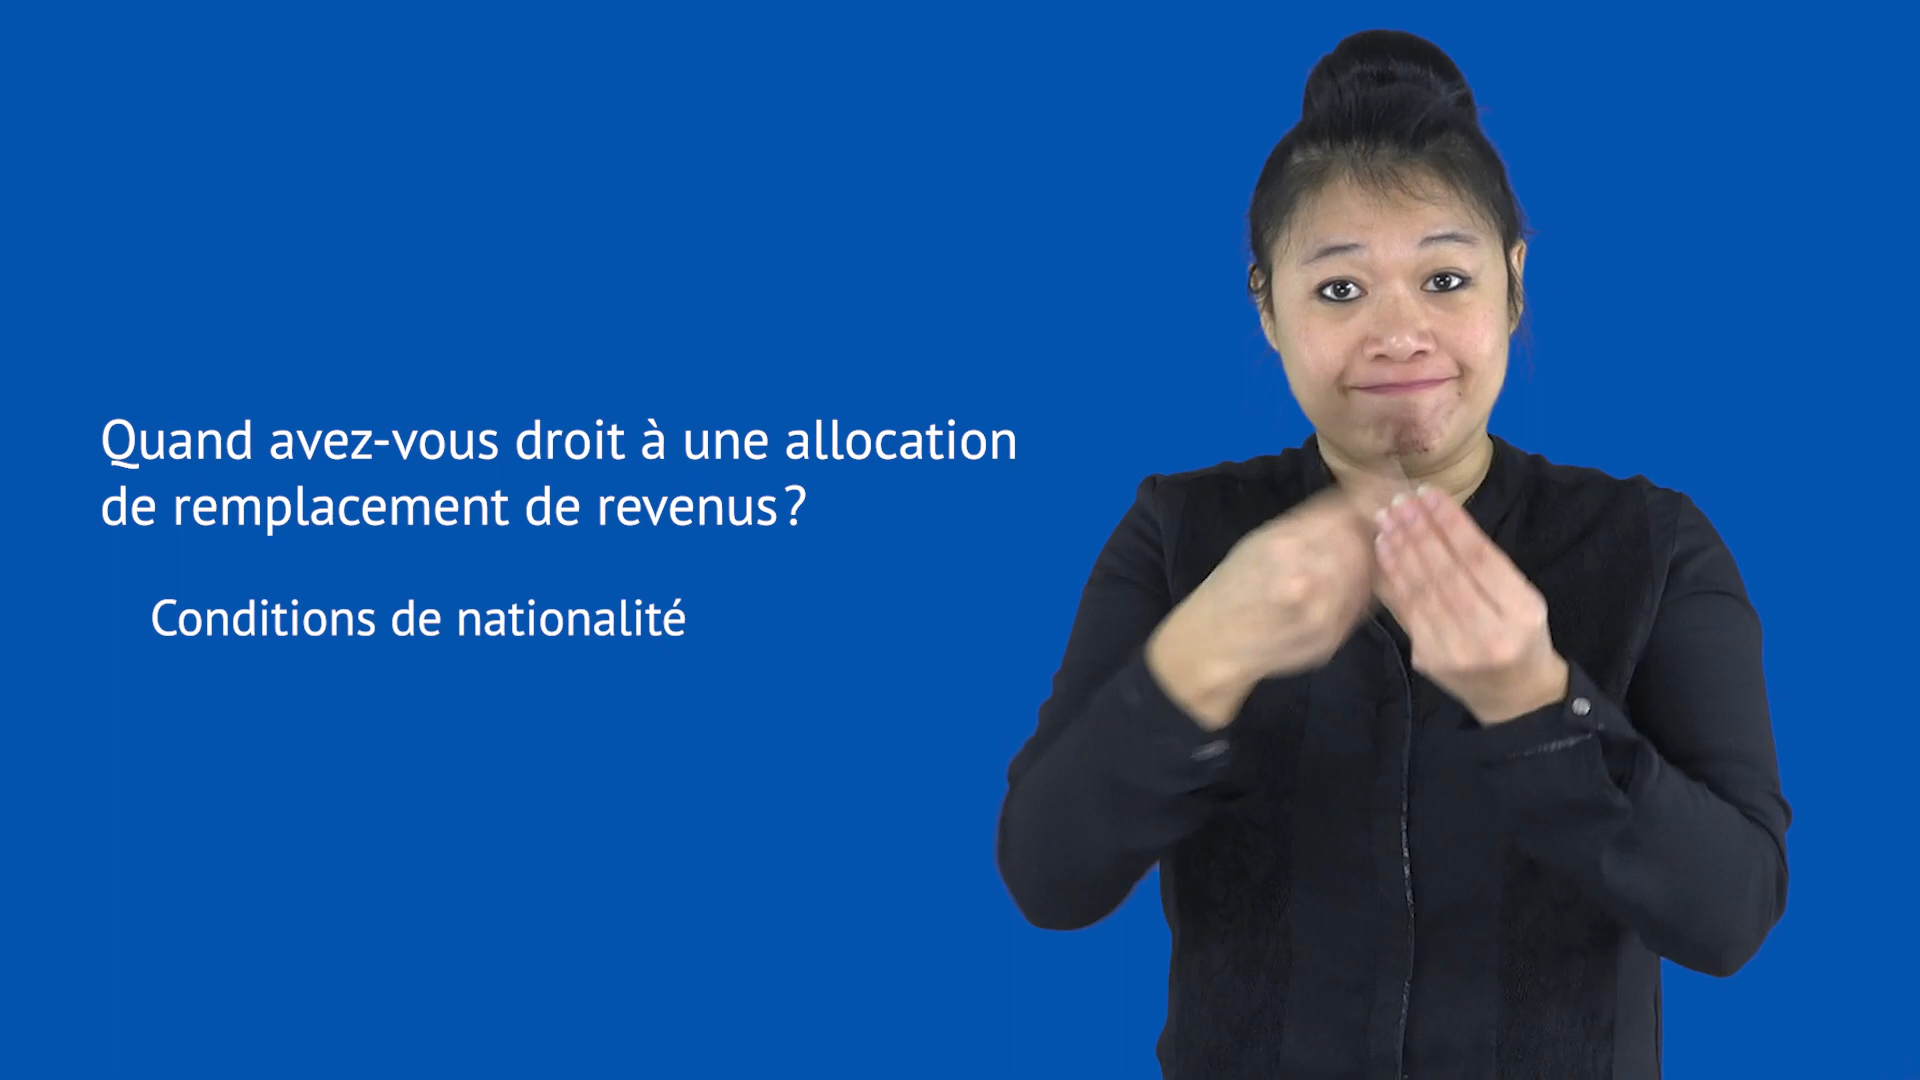 Quand avez-vous droit à une allocation
de remplacement de revenus ?
Conditions de nationalité